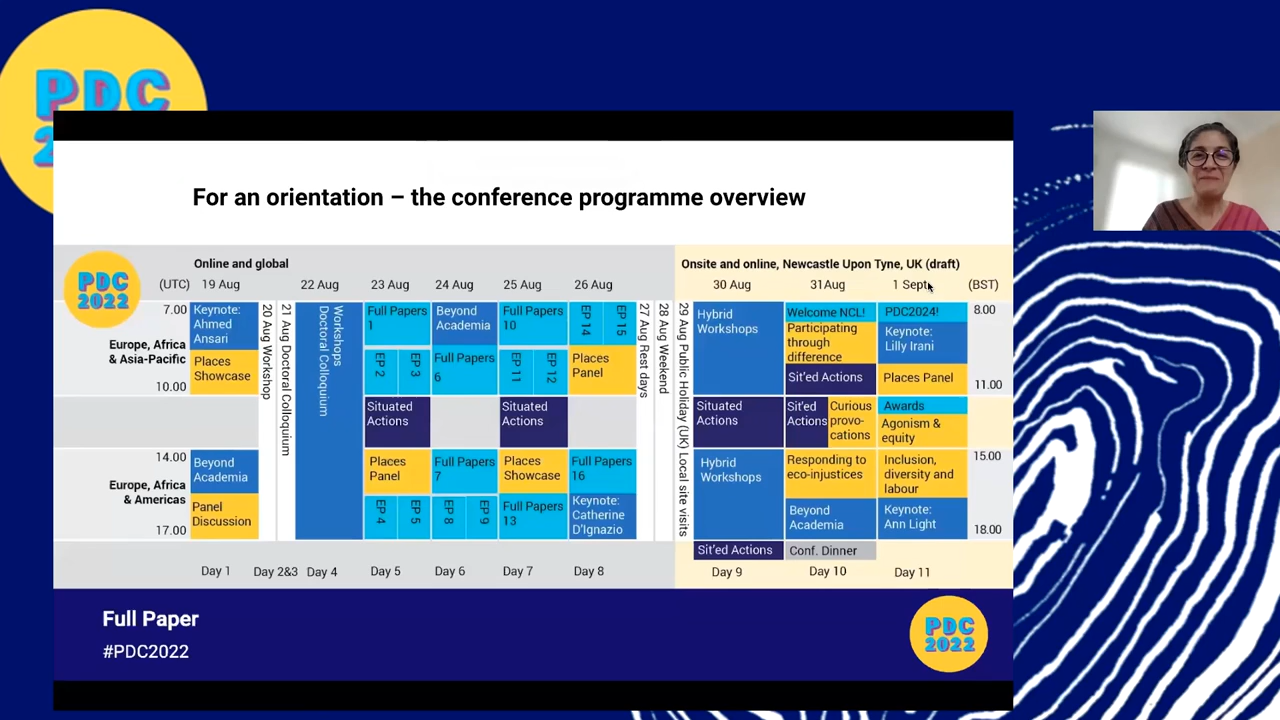 PDC
2
For an orientation – the conference programme overview
PDC
2022
Online and global
Onsite and online, Newcastle Upon Tyne, UK (draft)
(UTC)
19 Aug
22 Aug
23 Aug
24 Aug
25 Aug
26 Aug
30 Aug
31Aug
1 Sept
(BST)
7.00
Europe, Africa
& Asia-Pacific
10.00
14.00
Europe, Africa
& Americas
17.00
Keynote:
Ahmed
Ansari
Places
Showcase
Beyond
Academia
Panel
Discussion
20 Aug Workshop
21 Aug Doctoral Colloquium
Workshops
Doctoral Colloquium
Full Papers
1
EP 2
EP 3
Situated
Actions
Places
Panel
EP 4
EP 5
Beyond
Academia
Full Papers
6
Full Papers
7
EP 8
EP 9
Full Papers
10
EP 11
EP 12
Situated
Actions
Places
Showcase
Full Papers
13
EP 14
EP 15
Places
Panel
Full Papers
16
Keynote:
Catherine
D'Ignazio
27 Aug Rest days
28 Aug Weekend
29 Aug Public Holiday (UK) Local site visits
Hybrid
Workshops
Situated
Actions
Hybrid
Workshops
Sit'ed Actions
Welcome NCL!
Participating
through
difference
Sit'ed Actions
Sit'ed
Actions
Curious
provo-
cations
Responding to
eco-injustices
Beyond
Academia
Conf. Dinner
PDC2024!
Keynote:
Lilly Irani
Places Panel
Awards
Agonism &
equity
Inclusion,
diversity and
labour
Keynote:
Ann Light
8.00
11.00
15.00
18.00
Day 1
Day 2&3
Day 4
Day 5
Day 6
Day 7
Day 8
Day 9
Day 10
Day 11
Full Paper
#PDC2022
PDC
2022